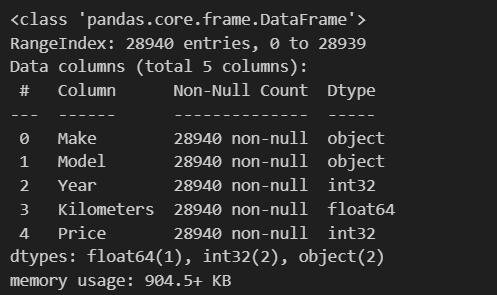 <class 'pandas.core.frame.DataFrame'>
RangeIndex: 28940 entries, 0 to 28939
Data columns (total 5 columns):
 #   Column      Non-Null Count  Dtype
---  ------      --------------  -----
 0   Make        28940 non-null  object
 1   Model       28940 non-null  object
 2   Year        28940 non-null  int32
 3   Kilometers  28940 non-null  float64
 4   Price       28940 non-null  int32
dtypes: float64(1), int32(2), object(2)
memory usage: 904.5+ KB